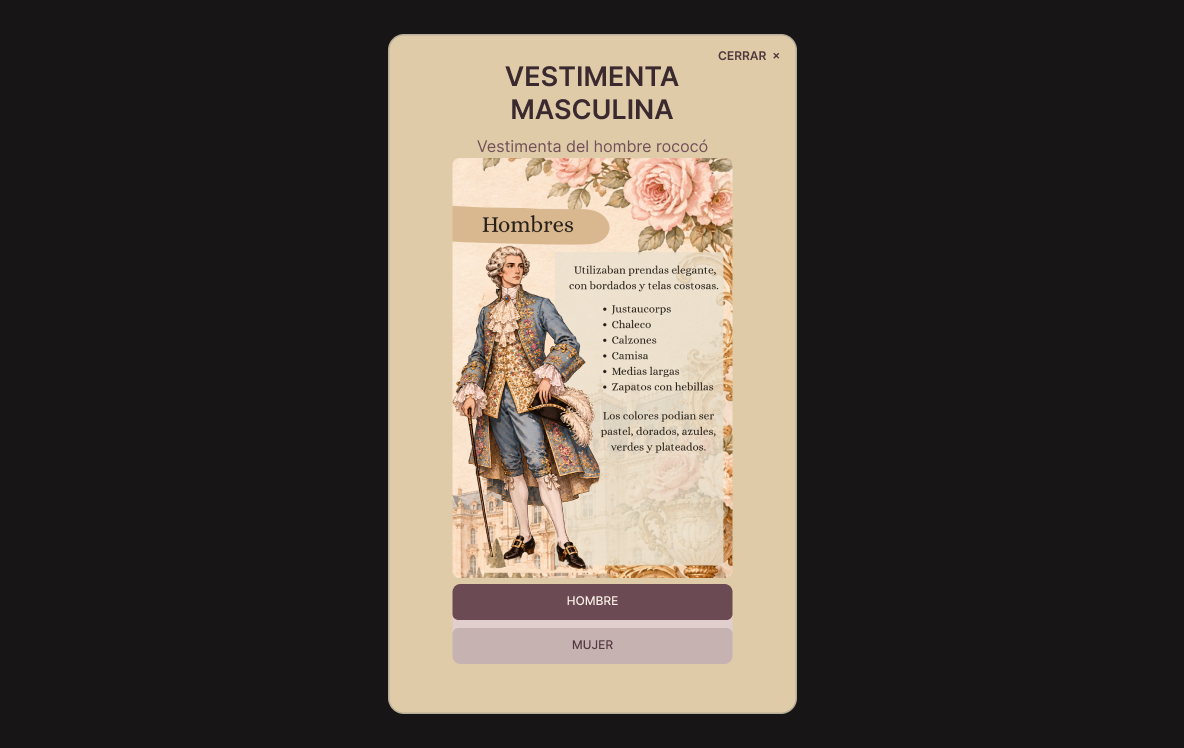 CERRAR ×
VESTIMENTA
MASCULINA
Vestimenta del hombre rococó
Hombres
Utilizaban prendas elegante,
con bordados y telas costosas.
• Justaucorps
• Chaleco
• Calzones
• Camisa
• Medias largas
• Zapatos con hebillas
Los colores podian ser
pastel, dorados, azules,
verdes y plateados.
HOMBRE
MUJER